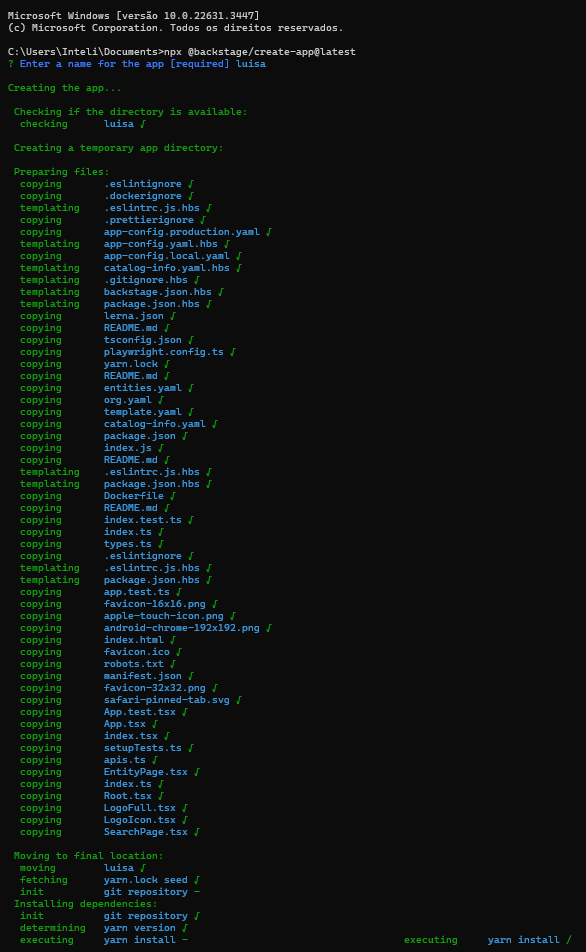 Microsoft Windows [versão 10.0.22631.3447]
(c) Microsoft Corporation. Todos os direitos reservados.
C:\Users\Inteli\Documents>npx @backstage/create-app@latest
? Enter a name for the app [required] luisa
Creating the app...
Checking if the directory is available:
checking luisa √
Creating a temporary app directory:
Preparing files:
copying .eslintignore √
copying .dockerignore √
templating .eslintrc.js.hbs √
copying .prettierignore √
copying app-config.production.yaml √
templating app-config.yaml.hbs √
copying app-config.local.yaml √
templating catalog-info.yaml.hbs √
templating .gitignore.hbs √
templating backstage.json.hbs √
templating package.json.hbs √
copying lerna.json √
copying README.md √
copying tsconfig.json √
copying playwright.config.ts √
copying yarn.lock √
copying README.md √
copying entities.yaml √
copying org.yaml √
copying template.yaml √
copying catalog-info.yaml √
copying package.json √
copying index.js √
copying README.md √
templating .eslintrc.js.hbs √
templating package.json.hbs √
copying Dockerfile √
copying README.md √
copying index.test.ts √
copying index.ts √
copying types.ts √
copying .eslintignore √
templating .eslintrc.js.hbs √
templating package.json.hbs √
copying app.test.ts √
copying favicon-16x16.png √
copying apple-touch-icon.png √
copying android-chrome-192x192.png √
copying index.html √
copying favicon.ico √
copying robots.txt √
copying manifest.json √
copying favicon-32x32.png √
copying safari-pinned-tab.svg √
copying App.test.tsx √
copying App.tsx √
copying index.tsx √
copying setupTests.ts √
copying apis.ts √
copying EntityPage.tsx √
copying index.ts √
copying Root.tsx √
copying LogoFull.tsx √
copying LogoIcon.tsx √
copying SearchPage.tsx √
Moving to final location:
moving luisa √
fetching yarn.lock seed √
init git repository -
Installing dependencies:
init git repository √
determining yarn version √
executing yarn install - executing yarn install /